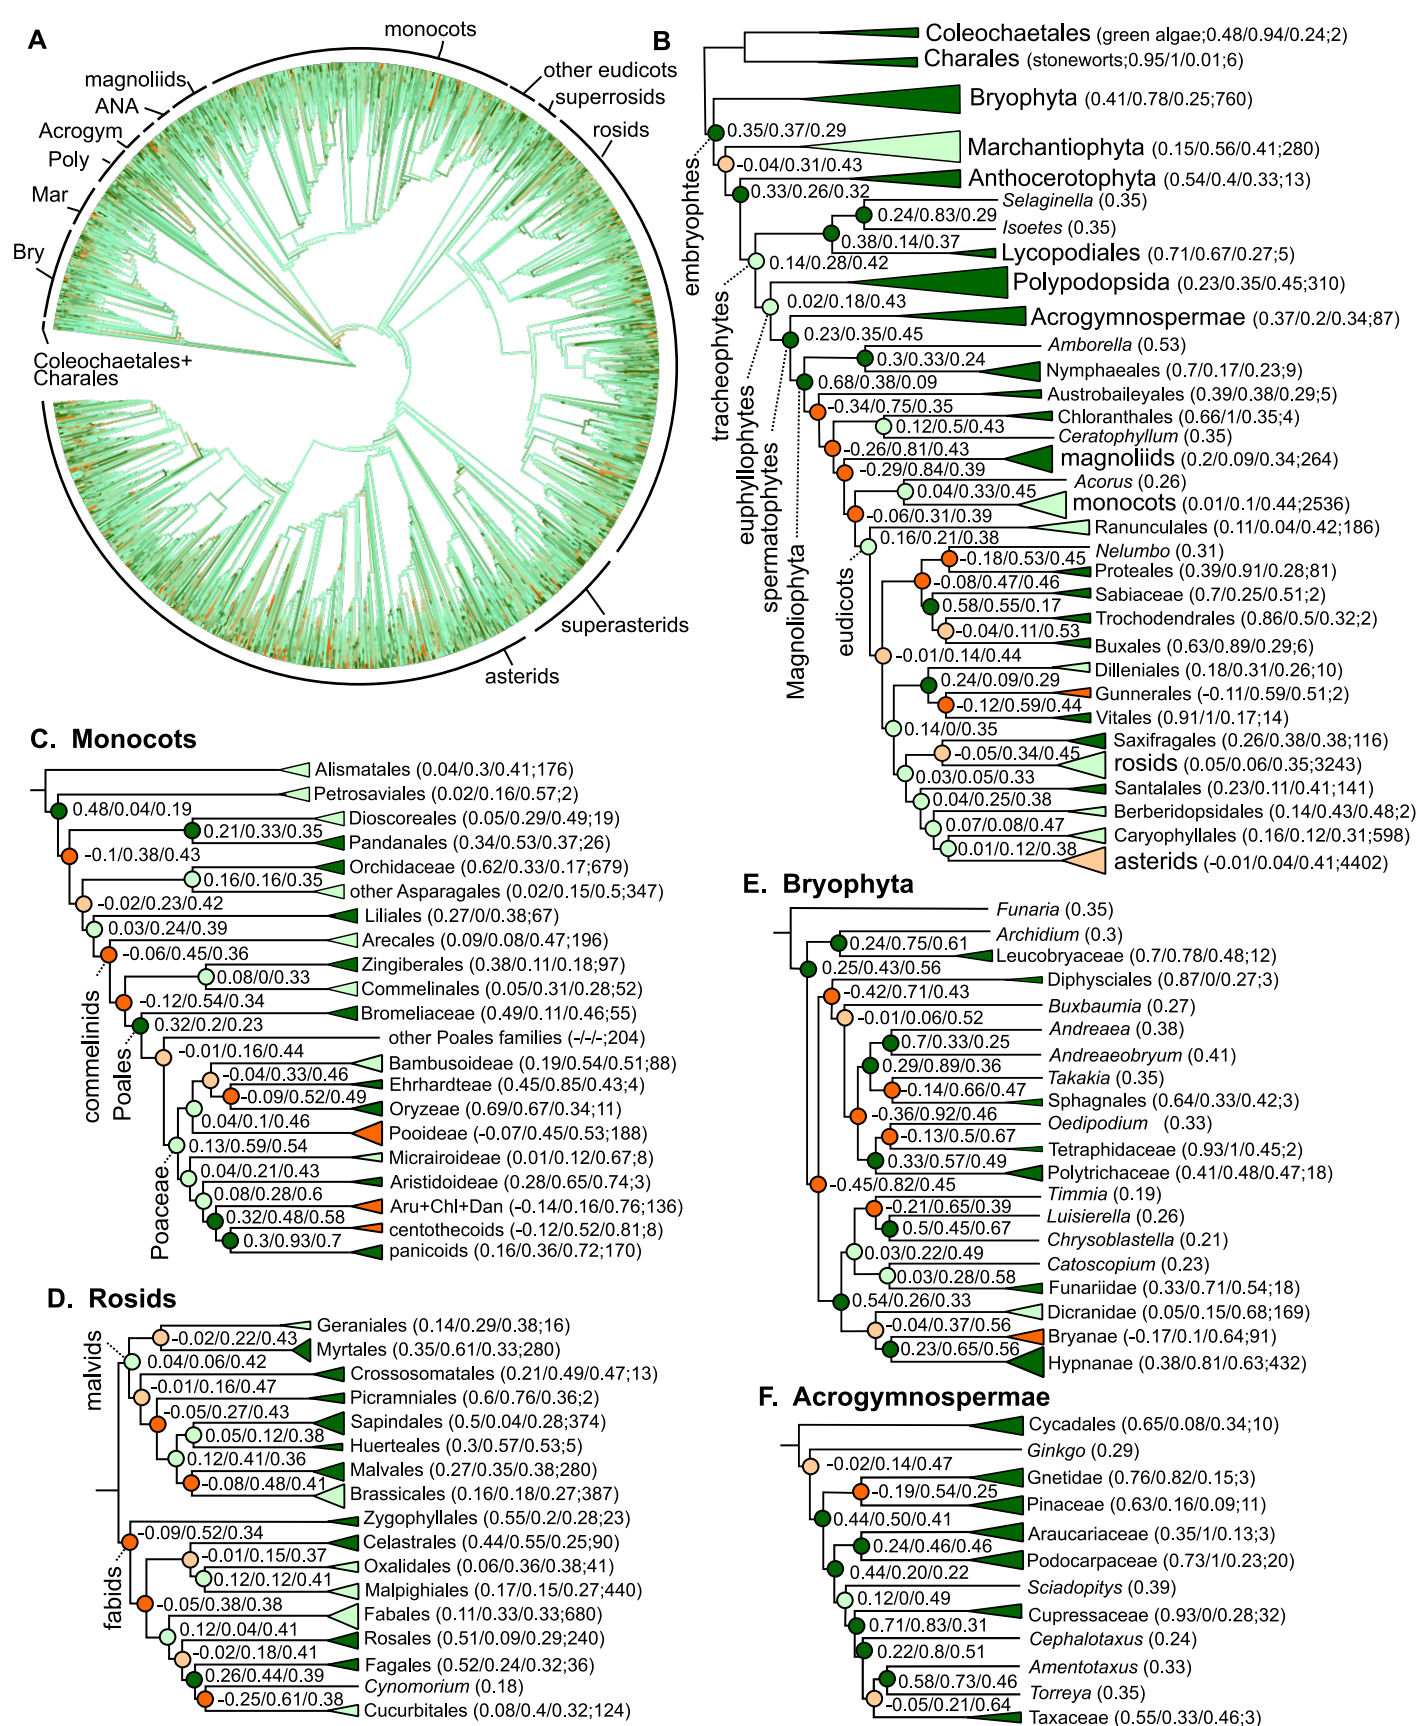 A
monocots
magnoliids
ANA
Acrogym
Poly
Mar
Bry
Coleochaetales+
Charales
other eudicots
superrosids
rosids
superasterids
asterids
B
Coleochaetales (green algae;0.48/0.94/0.24;2)
Charales (stoneworts;0.95/1/0.01;6)
Bryophyta (0.41/0.78/0.25;760)
0.35/0.37/0.29
Marchantiophyta (0.15/0.56/0.41;280)
-0.04/0.31/0.43
Anthocerotophyta (0.54/0.4/0.33;13)
0.33/0.26/0.32
Selaginella (0.35)
0.24/0.83/0.29
Isoetes (0.35)
0.38/0.14/0.37
Lycopodiales (0.71/0.67/0.27;5)
0.14/0.28/0.42
Polypodopsida (0.23/0.35/0.45;310)
0.02/0.18/0.43
Acrogymnospermae (0.37/0.2/0.34;87)
0.23/0.35/0.45
Amborella (0.53)
0.3/0.33/0.24
Nymphaeales (0.7/0.17/0.23;9)
0.68/0.38/0.09
Austrobaileyales (0.39/0.38/0.29;5)
-0.34/0.75/0.35
Chloranthales (0.66/1/0.35;4)
0.12/0.5/0.43
Ceratophyllum (0.35)
-0.26/0.81/0.43
magnoliids (0.2/0.09/0.34;264)
-0.29/0.84/0.39
Acorus (0.26)
0.04/0.33/0.45
monocots (0.01/0.1/0.44;2536)
-0.06/0.31/0.39
Ranunculales (0.11/0.04/0.42;186)
0.16/0.21/0.38
Nelumbo (0.31)
-0.18/0.53/0.45
Proteales (0.39/0.91/0.28;81)
-0.08/0.47/0.46
Sabiaceae (0.7/0.25/0.51;2)
0.58/0.55/0.17
Trochodendrales (0.86/0.5/0.32;2)
-0.04/0.11/0.53
Buxales (0.63/0.89/0.29;6)
-0.01/0.14/0.44
Dilleniales (0.18/0.31/0.26;10)
0.24/0.09/0.29
Gunnerales (-0.11/0.59/0.51;2)
-0.12/0.59/0.44
Vitales (0.91/1/0.17;14)
0.14/0/0.35
Saxifragales (0.26/0.38/0.38;116)
-0.05/0.34/0.45
rosids (0.05/0.06/0.35;3243)
0.03/0.05/0.33
Santalales (0.23/0.11/0.41;141)
0.04/0.25/0.38
Berberidopsidales (0.14/0.43/0.48;2)
0.07/0.08/0.47
Caryophyllales (0.16/0.12/0.31;598)
0.01/0.12/0.38
asterids (-0.01/0.04/0.41;4402)
embryophtes
tracheophytes
euphyllophytes
spermatophytes
Magnoliophyta
eudicots
C. Monocots
Alismatales (0.04/0.3/0.41;176)
Petrosaviales (0.02/0.16/0.57;2)
0.48/0.04/0.19
Dioscoreales (0.05/0.29/0.49;19)
0.21/0.33/0.35
Pandanales (0.34/0.53/0.37;26)
-0.1/0.38/0.43
Orchidaceae (0.62/0.33/0.17;679)
0.16/0.16/0.35
other Asparagales (0.02/0.15/0.5;347)
-0.02/0.23/0.42
Liliales (0.27/0/0.38;67)
0.03/0.24/0.39
Arecales (0.09/0.08/0.47;196)
-0.06/0.45/0.36
Zingiberales (0.38/0.11/0.18;97)
0.08/0/0.33
Commelinales (0.05/0.31/0.28;52)
-0.12/0.54/0.34
Bromeliaceae (0.49/0.11/0.46;55)
0.32/0.2/0.23
other Poales families (-/-/-;204)
-0.01/0.16/0.44
Bambusoideae (0.19/0.54/0.51;88)
-0.04/0.33/0.46
Ehrhardteae (0.45/0.85/0.43;4)
-0.09/0.52/0.49
Oryzeae (0.69/0.67/0.34;11)
0.04/0.1/0.46
Pooideae (-0.07/0.45/0.53;188)
0.13/0.59/0.54
Micrairoideae (0.01/0.12/0.67;8)
0.04/0.21/0.43
Aristidoideae (0.28/0.65/0.74;3)
0.08/0.28/0.6
Aru+Chl+Dan (-0.14/0.16/0.76;136)
0.32/0.48/0.58
centothecoids (-0.12/0.52/0.81;8)
0.3/0.93/0.7
panicoids (0.16/0.36/0.72;170)
commelinids
Poales
Poaceae
D. Rosids
Geraniales (0.14/0.29/0.38;16)
-0.02/0.22/0.43
Myrtales (0.35/0.61/0.33;280)
0.04/0.06/0.42
Crossosomatales (0.21/0.49/0.47;13)
-0.01/0.16/0.47
Picramniales (0.6/0.76/0.36;2)
-0.05/0.27/0.43
Sapindales (0.5/0.04/0.28;374)
0.05/0.12/0.38
Huerteales (0.3/0.57/0.53;5)
0.12/0.41/0.36
Malvales (0.27/0.35/0.38;280)
-0.08/0.48/0.41
Brassicales (0.16/0.18/0.27;387)
Zygophyllales (0.55/0.2/0.28;23)
-0.09/0.52/0.34
Celastrales (0.44/0.55/0.25;90)
-0.01/0.15/0.37
Oxalidales (0.06/0.36/0.38;41)
0.12/0.12/0.41
Malpighiales (0.17/0.15/0.27;440)
-0.05/0.38/0.38
Fabales (0.11/0.33/0.33;680)
0.12/0.04/0.41
Rosales (0.51/0.09/0.29;240)
-0.02/0.18/0.41
Fagales (0.52/0.24/0.32;36)
0.26/0.44/0.39
Cynomorium (0.18)
-0.25/0.61/0.38
Cucurbitales (0.08/0.4/0.32;124)
malvids
fabids
E. Bryophyta
Funaria (0.35)
Archidium (0.3)
0.24/0.75/0.61
Leucobryaceae (0.7/0.78/0.48;12)
0.25/0.43/0.56
Diphysciales (0.87/0/0.27;3)
-0.42/0.71/0.43
Buxbaumia (0.27)
-0.01/0.06/0.52
Andreaea (0.38)
0.7/0.33/0.25
Andreaeobryum (0.41)
0.29/0.89/0.36
Takakia (0.35)
-0.14/0.66/0.47
Sphagnales (0.64/0.33/0.42;3)
-0.36/0.92/0.46
Oedipodium (0.33)
-0.13/0.5/0.67
Tetraphidaceae (0.93/1/0.45;2)
0.33/0.57/0.49
Polytrichaceae (0.41/0.48/0.47;18)
-0.45/0.82/0.45
Timmia (0.19)
-0.21/0.65/0.39
Luisierella (0.26)
0.5/0.45/0.67
Chrysoblastella (0.21)
0.03/0.22/0.49
Catoscopium (0.23)
0.03/0.28/0.58
Funariidae (0.33/0.71/0.54;18)
0.54/0.26/0.33
Dicranidae (0.05/0.15/0.68;169)
-0.04/0.37/0.56
Bryanae (-0.17/0.1/0.64;91)
0.23/0.65/0.56
Hypnanae (0.38/0.81/0.63;432)
F. Acrogymnospermae
Cycadales (0.65/0.08/0.34;10)
Ginkgo (0.29)
-0.02/0.14/0.47
Gnetidae (0.76/0.82/0.15;3)
-0.19/0.54/0.25
Pinaceae (0.63/0.16/0.09;11)
0.44/0.50/0.41
Araucariaceae (0.35/1/0.13;3)
0.24/0.46/0.46
Podocarpaceae (0.73/1/0.23;20)
0.44/0.20/0.22
Sciadopitys (0.39)
0.12/0/0.49
Cupressaceae (0.93/0/0.28;32)
0.71/0.83/0.31
Cephalotaxus (0.24)
0.22/0.8/0.51
Amentotaxus (0.33)
0.58/0.73/0.46
Torreya (0.35)
-0.05/0.21/0.64
Taxaceae (0.55/0.33/0.46;3)